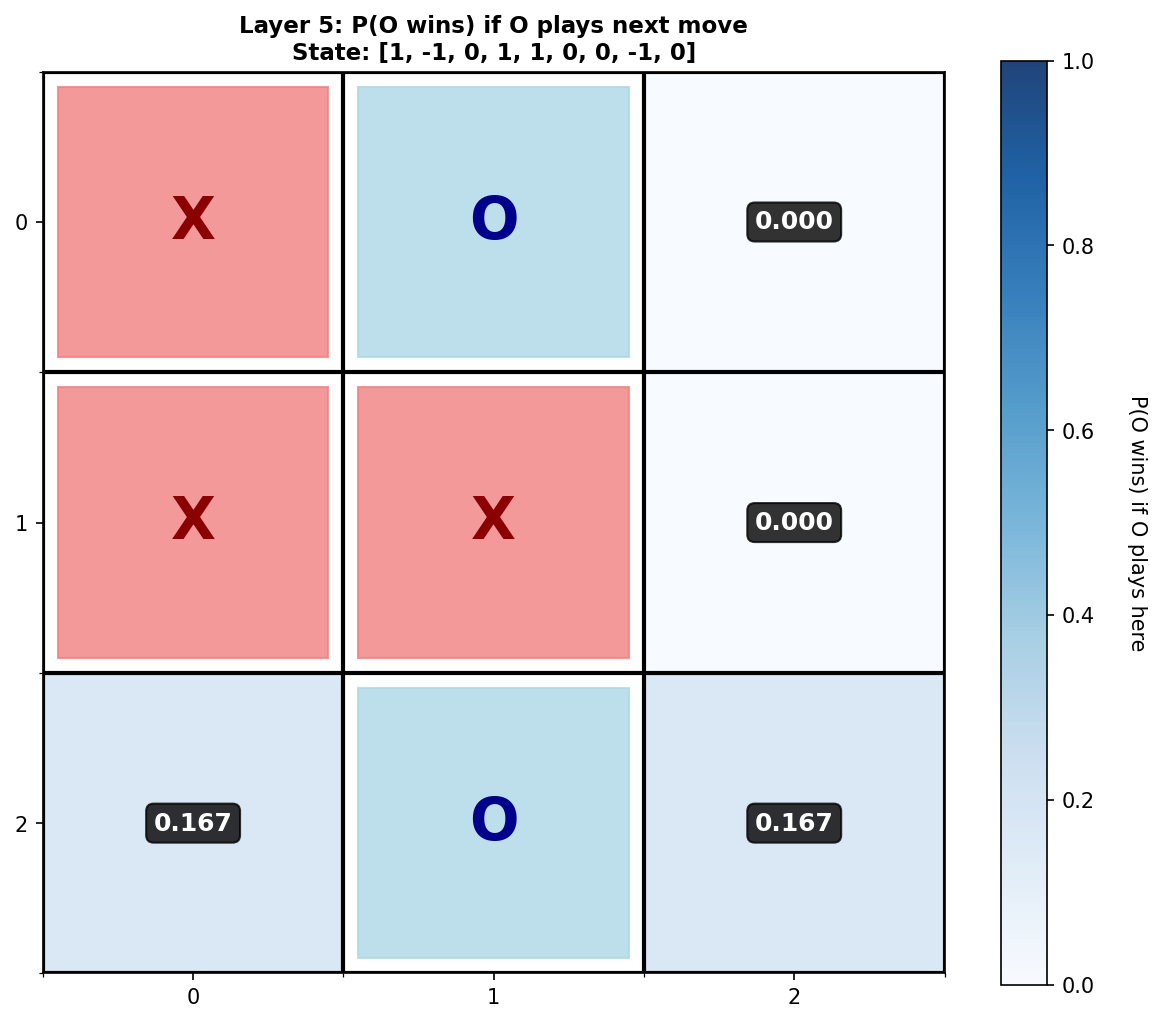 Layer 5: P(O wins) if O plays next move
State: [1, -1, 0, 1, 1, 0, 0, -1, 0]
X
O
0.000
X
X
0.000
0.167
O
0.167
0
1
2
0
1
2
1.0
0.8
0.6
0.4
0.2
0.0
P(O wins) if O plays here